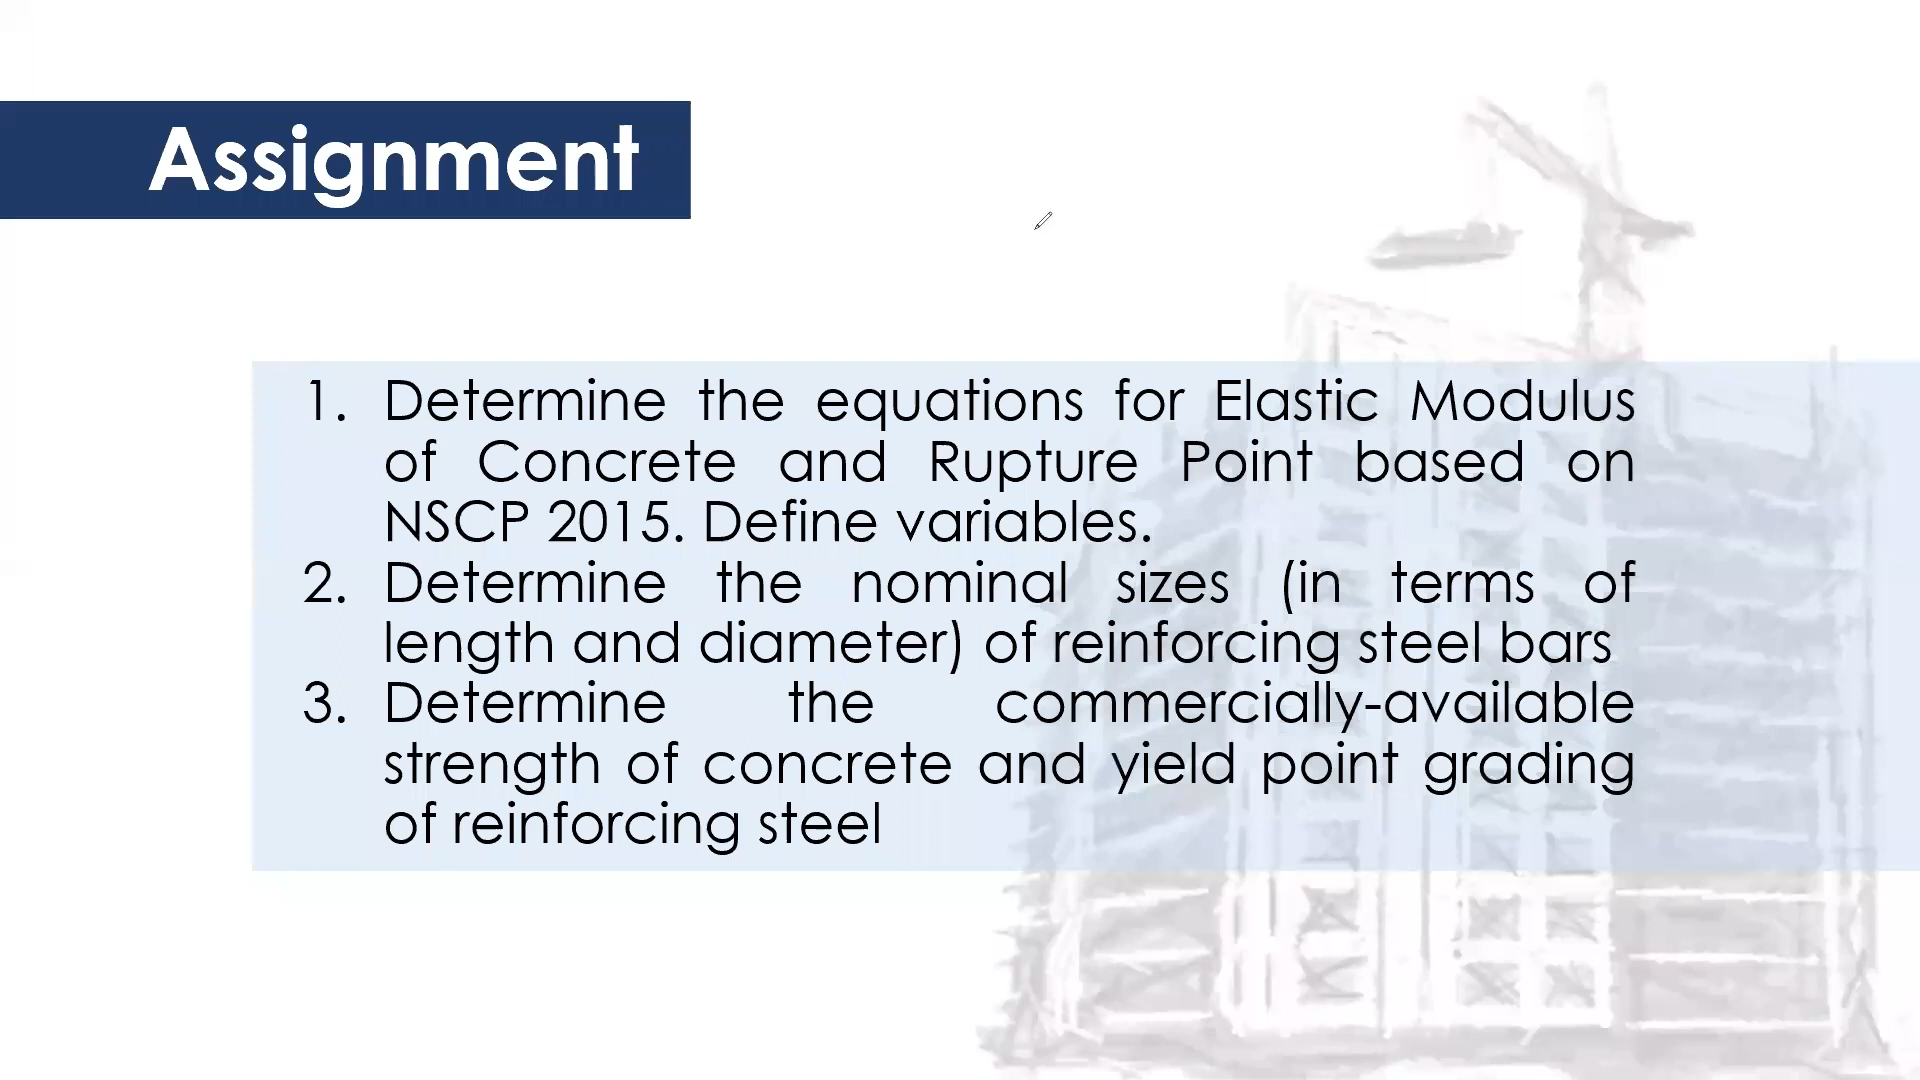 Assignment
1. Determine the equations for Elastic Modulus
of Concrete and Rupture Point based on
NSCP 2015. Define variables.
2. Determine the nominal sizes (in terms of
length and diameter) of reinforcing steel bars
3. Determine the commercially-available
strength of concrete and yield point grading
of reinforcing steel